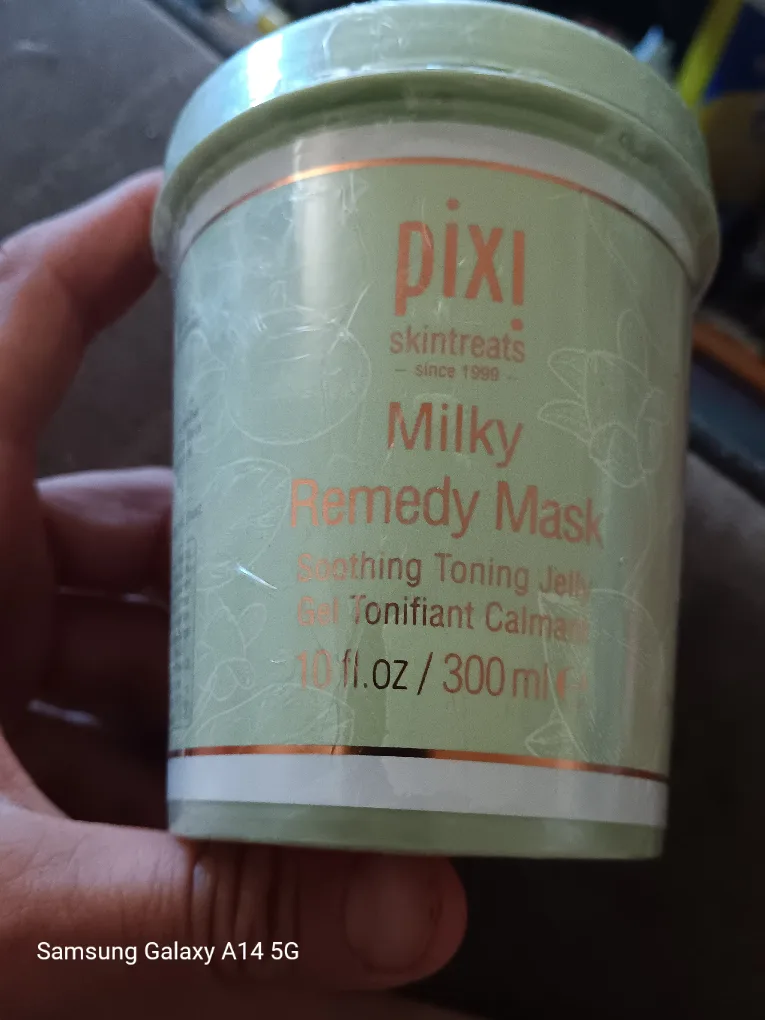 pixi
skintreats
– since 1999 –
Milky
Remedy Mask
Soothing Toning Jelly
Gel Tonifiant Calmant
10 fl.oz / 300 ml ℮
Samsung Galaxy A14 5G